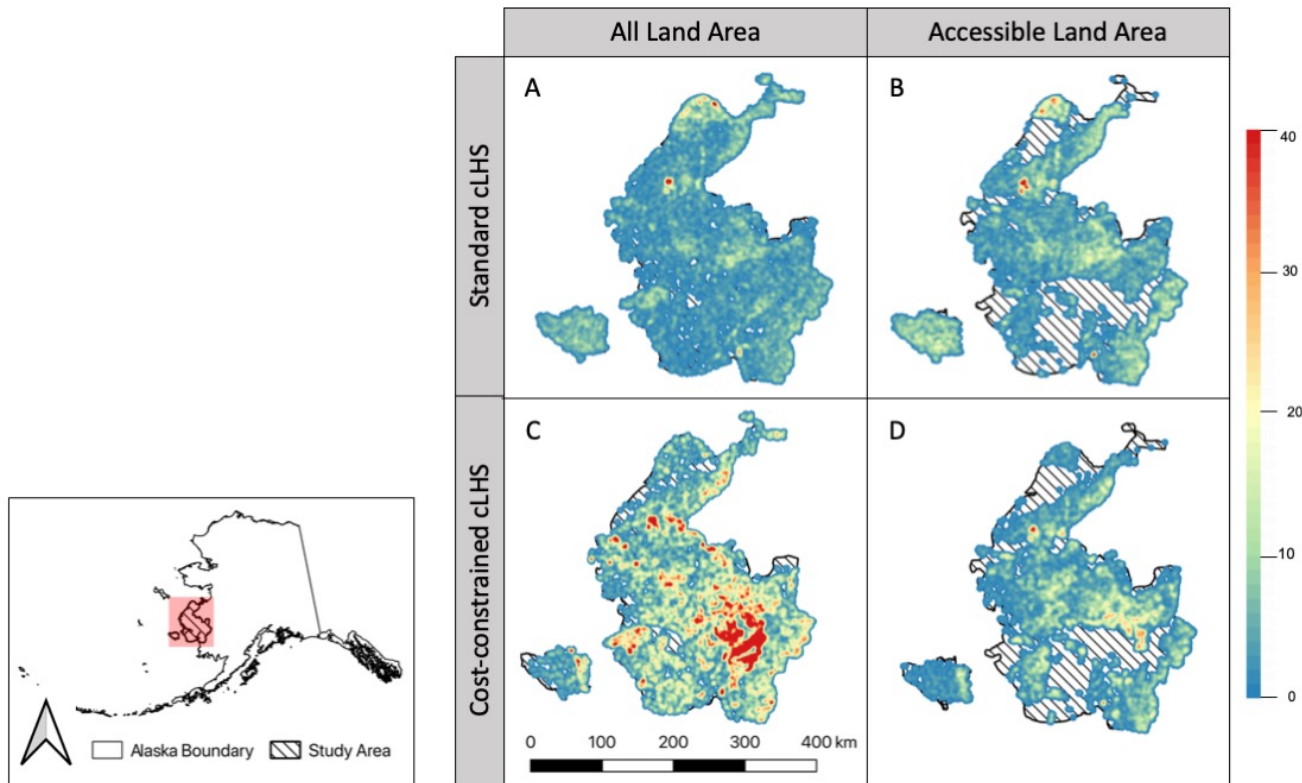 All Land Area
Accessible Land Area
Standard cLHS
A
B
40
30
20
10
0
Cost-constrained cLHS
C
D
0 100 200 300 400 km
Alaska Boundary
Study Area